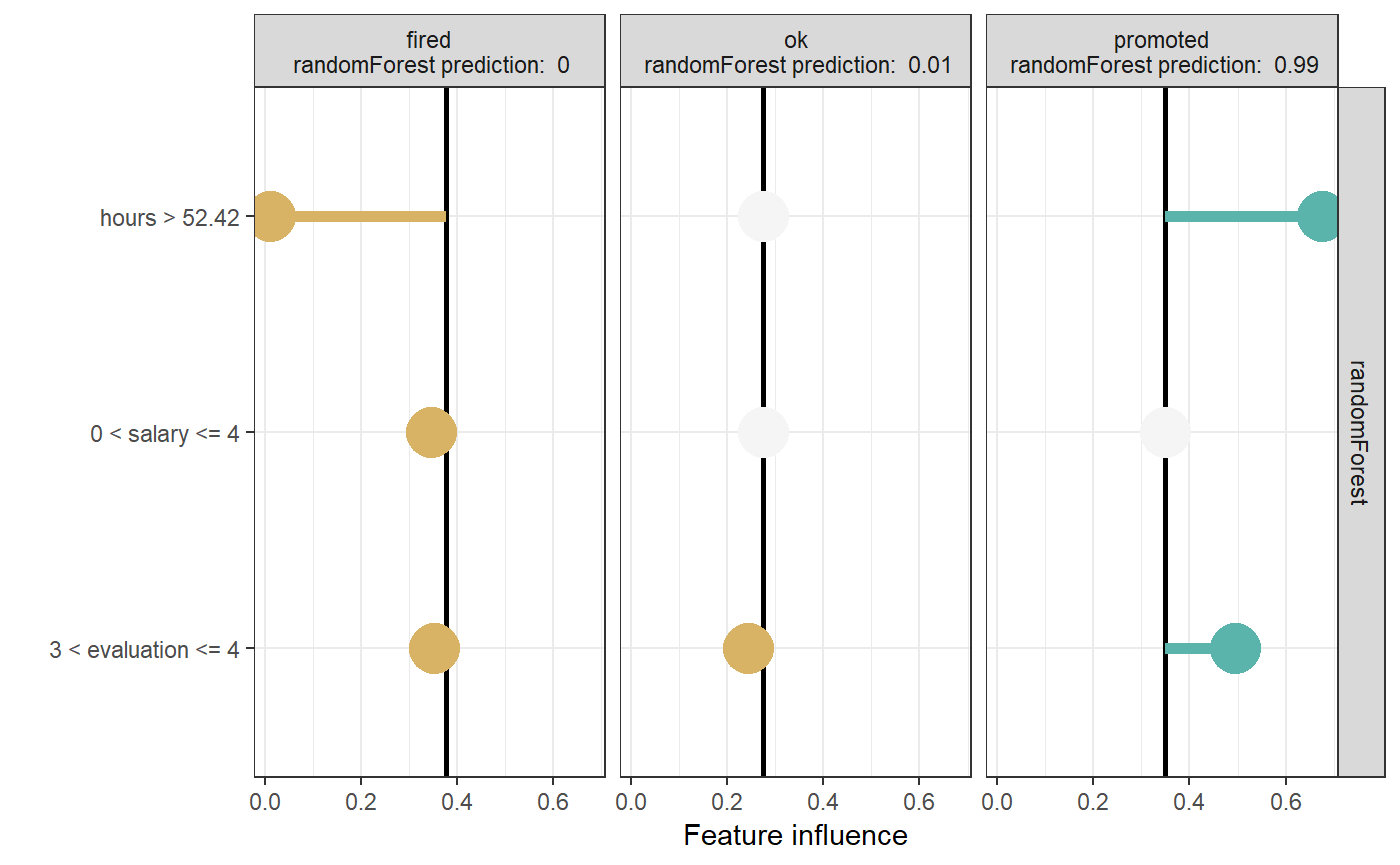 fired
randomForest prediction:  0
ok
randomForest prediction:  0.01
promoted
randomForest prediction:  0.99
hours > 52.42
0 < salary <= 4
3 < evaluation <= 4
randomForest
0.0 0.2 0.4 0.6
0.0 0.2 0.4 0.6
0.0 0.2 0.4 0.6
Feature influence